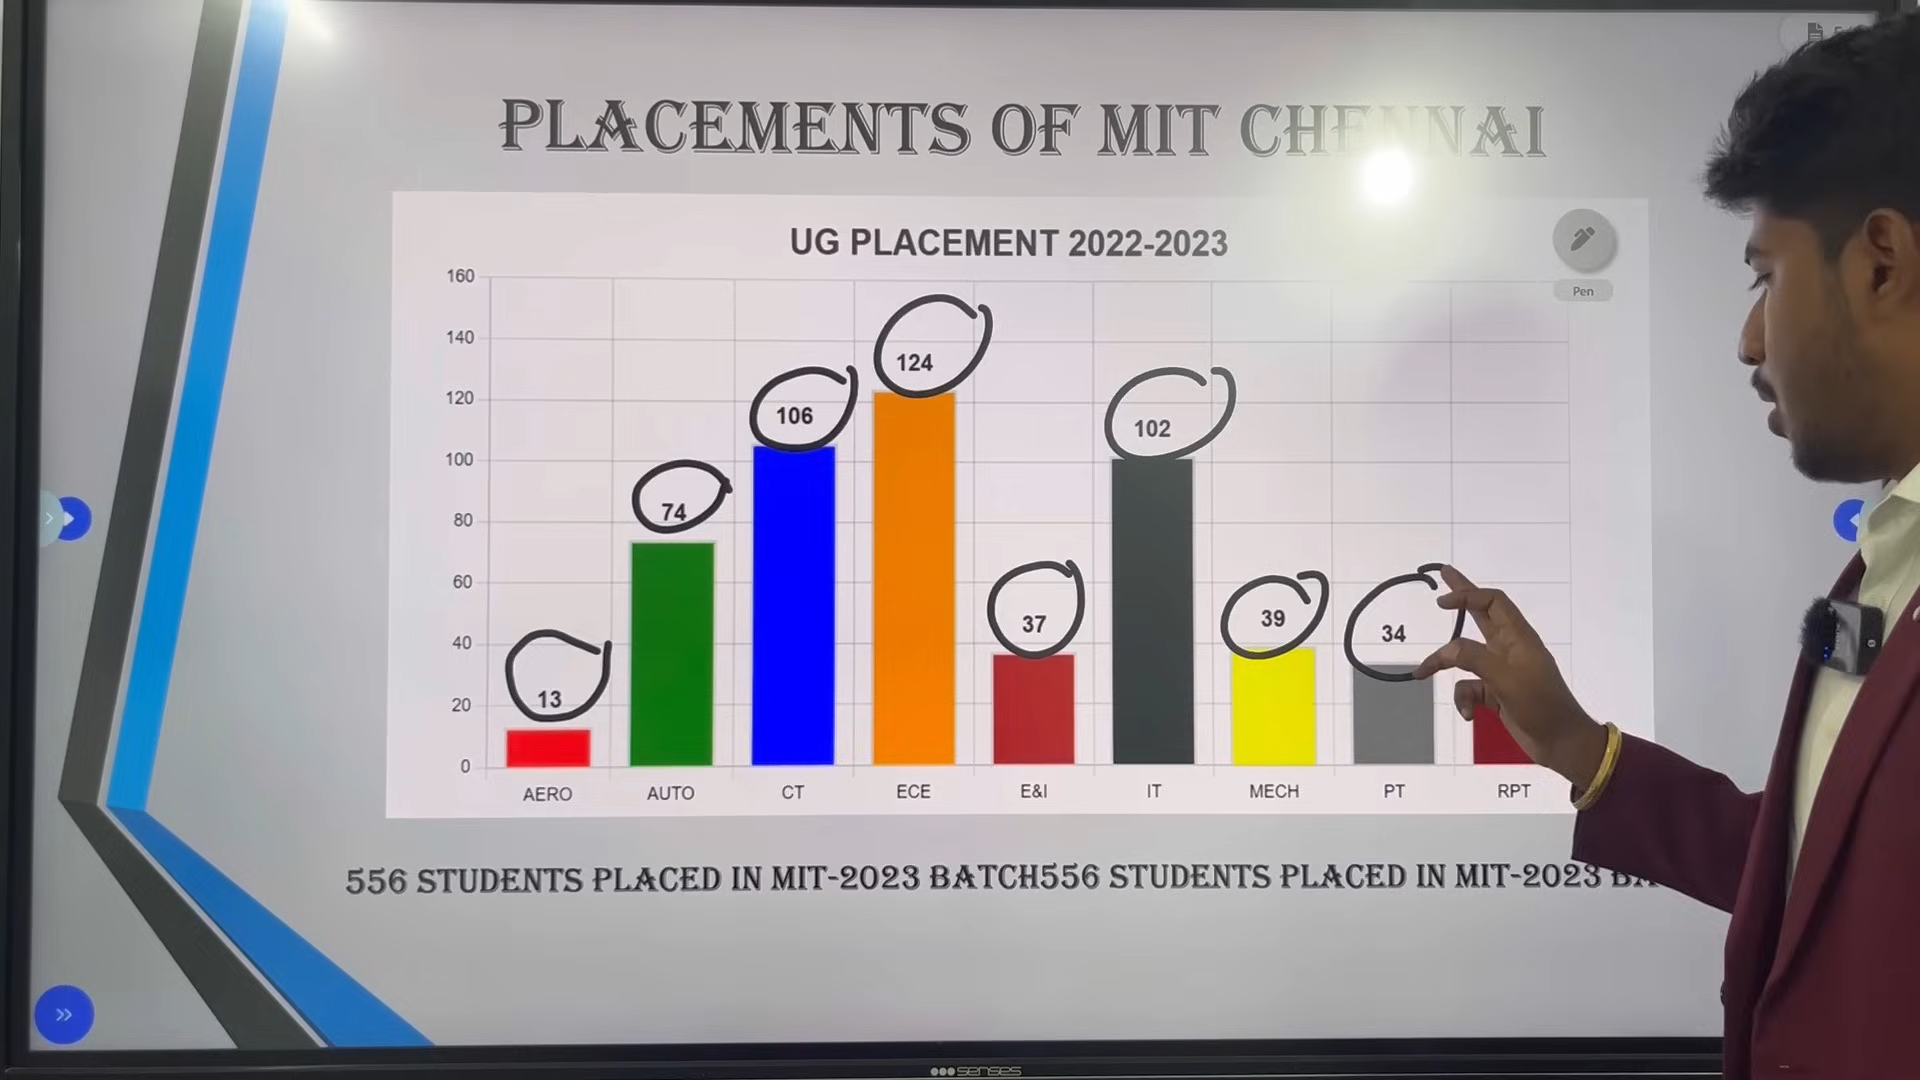 PLACEMENTS OF MIT CHENNAI
UG PLACEMENT 2022-2023
Pen
160
140
120
100
80
60
40
20
0
13
74
106
124
37
102
39
34
AERO
AUTO
CT
ECE
E&I
IT
MECH
PT
RPT
556 STUDENTS PLACED IN MIT-2023 BATCH556 STUDENTS PLACED IN MIT-2023
senses